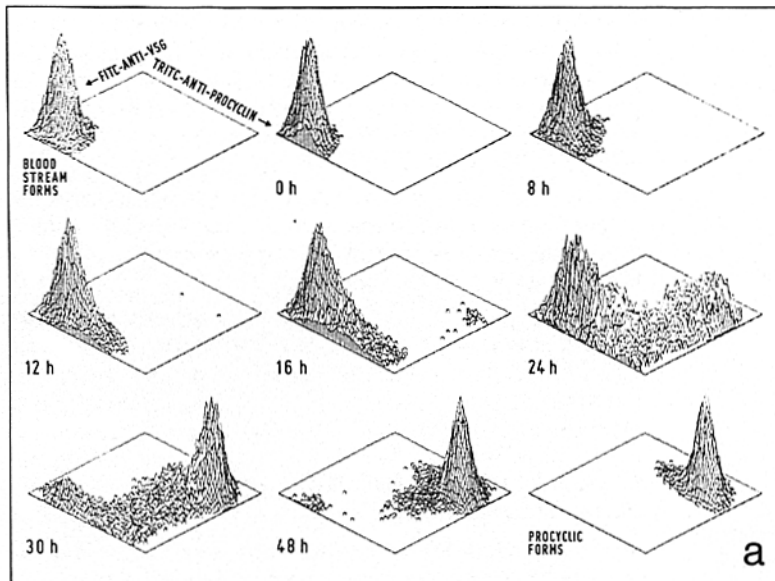 ←FITC-ANTI-VSG
TRITC-ANTI-PROCYCLIN
BLOOD
STREAM
FORMS
0 h
8 h
12 h
16 h
24 h
30 h
48 h
PROCYCLIC
FORMS
a